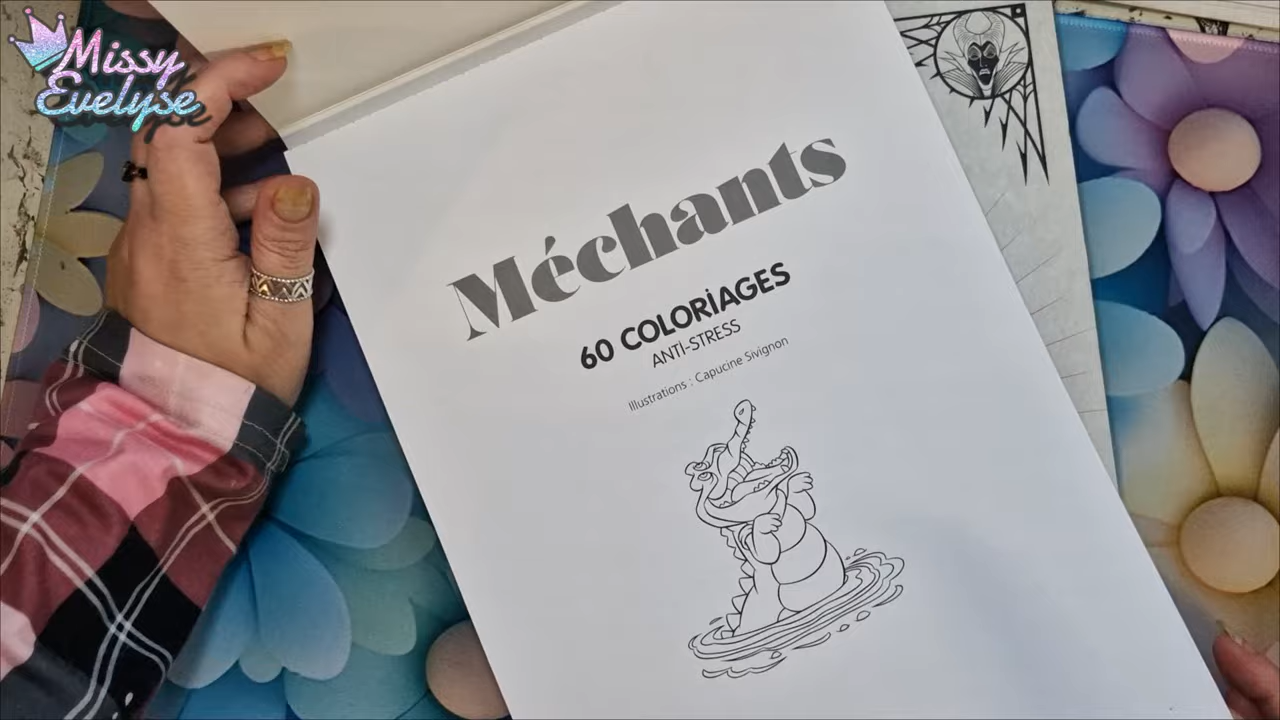 Missy
Evelyse
Méchants
60 COLORIAGES
ANTI-STRESS
Illustrations : Capucine Sivignon